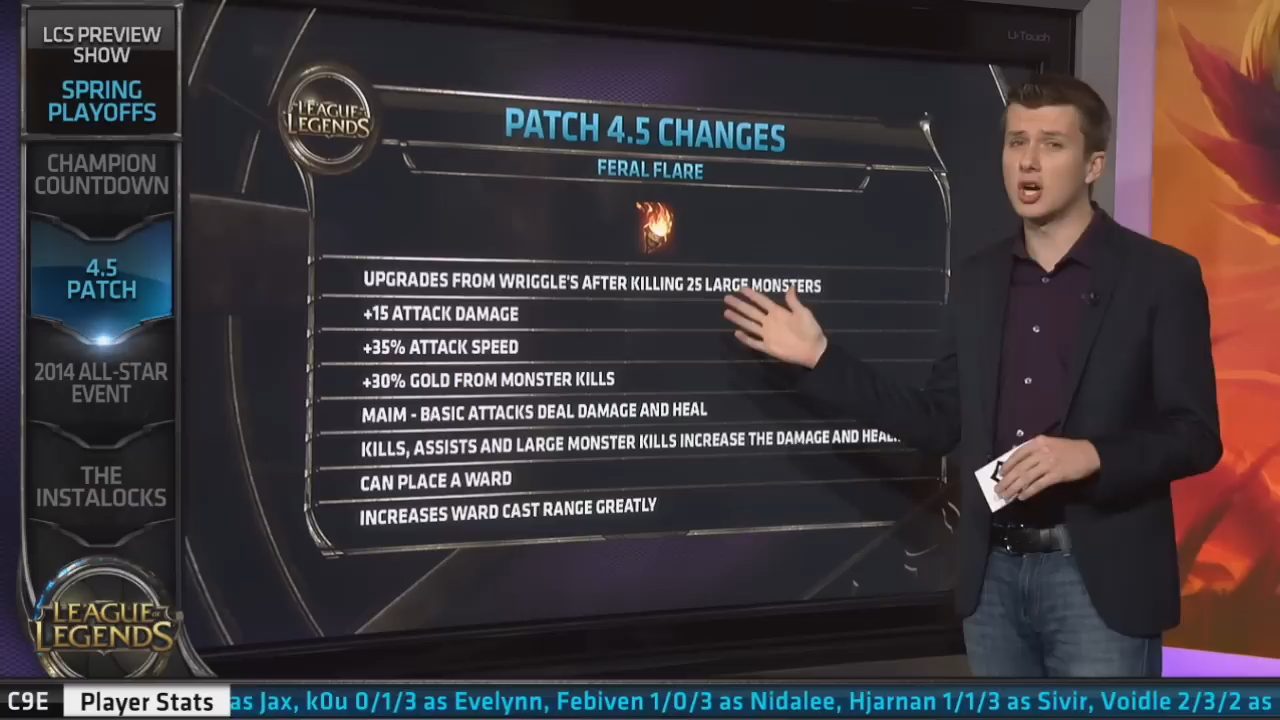 LCS PREVIEW
SHOW
SPRING
PLAYOFFS
CHAMPION
COUNTDOWN
4.5
PATCH
2014 ALL-STAR
EVENT
THE
INSTALOCKS
LEAGUE OF
LEGENDS
U-Touch
LEAGUE OF
LEGENDS
PATCH 4.5 CHANGES
FERAL FLARE
UPGRADES FROM WRIGGLE'S AFTER KILLING 25 LARGE MONSTERS
+15 ATTACK DAMAGE
+35% ATTACK SPEED
+30% GOLD FROM MONSTER KILLS
MAIM - BASIC ATTACKS DEAL DAMAGE AND HEAL
KILLS, ASSISTS AND LARGE MONSTER KILLS INCREASE THE DAMAGE AND HEAL
CAN PLACE A WARD
INCREASES WARD CAST RANGE GREATLY
C9E Player Stats as Jax, k0u 0/1/3 as Evelynn, Febiven 1/0/3 as Nidalee, Hjarnan 1/1/3 as Sivir, Voidle 2/3/2 as